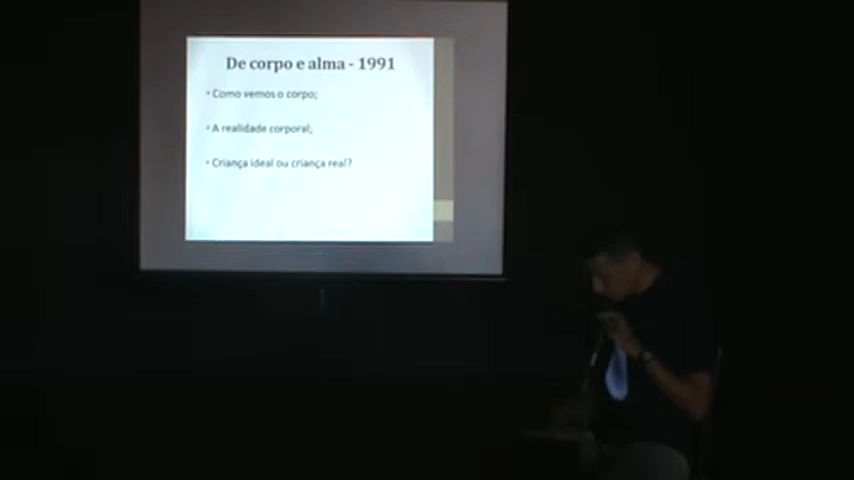 De corpo e alma - 1991
• Como vemos o corpo;
• A realidade corporal;
• Criança ideal ou criança real?